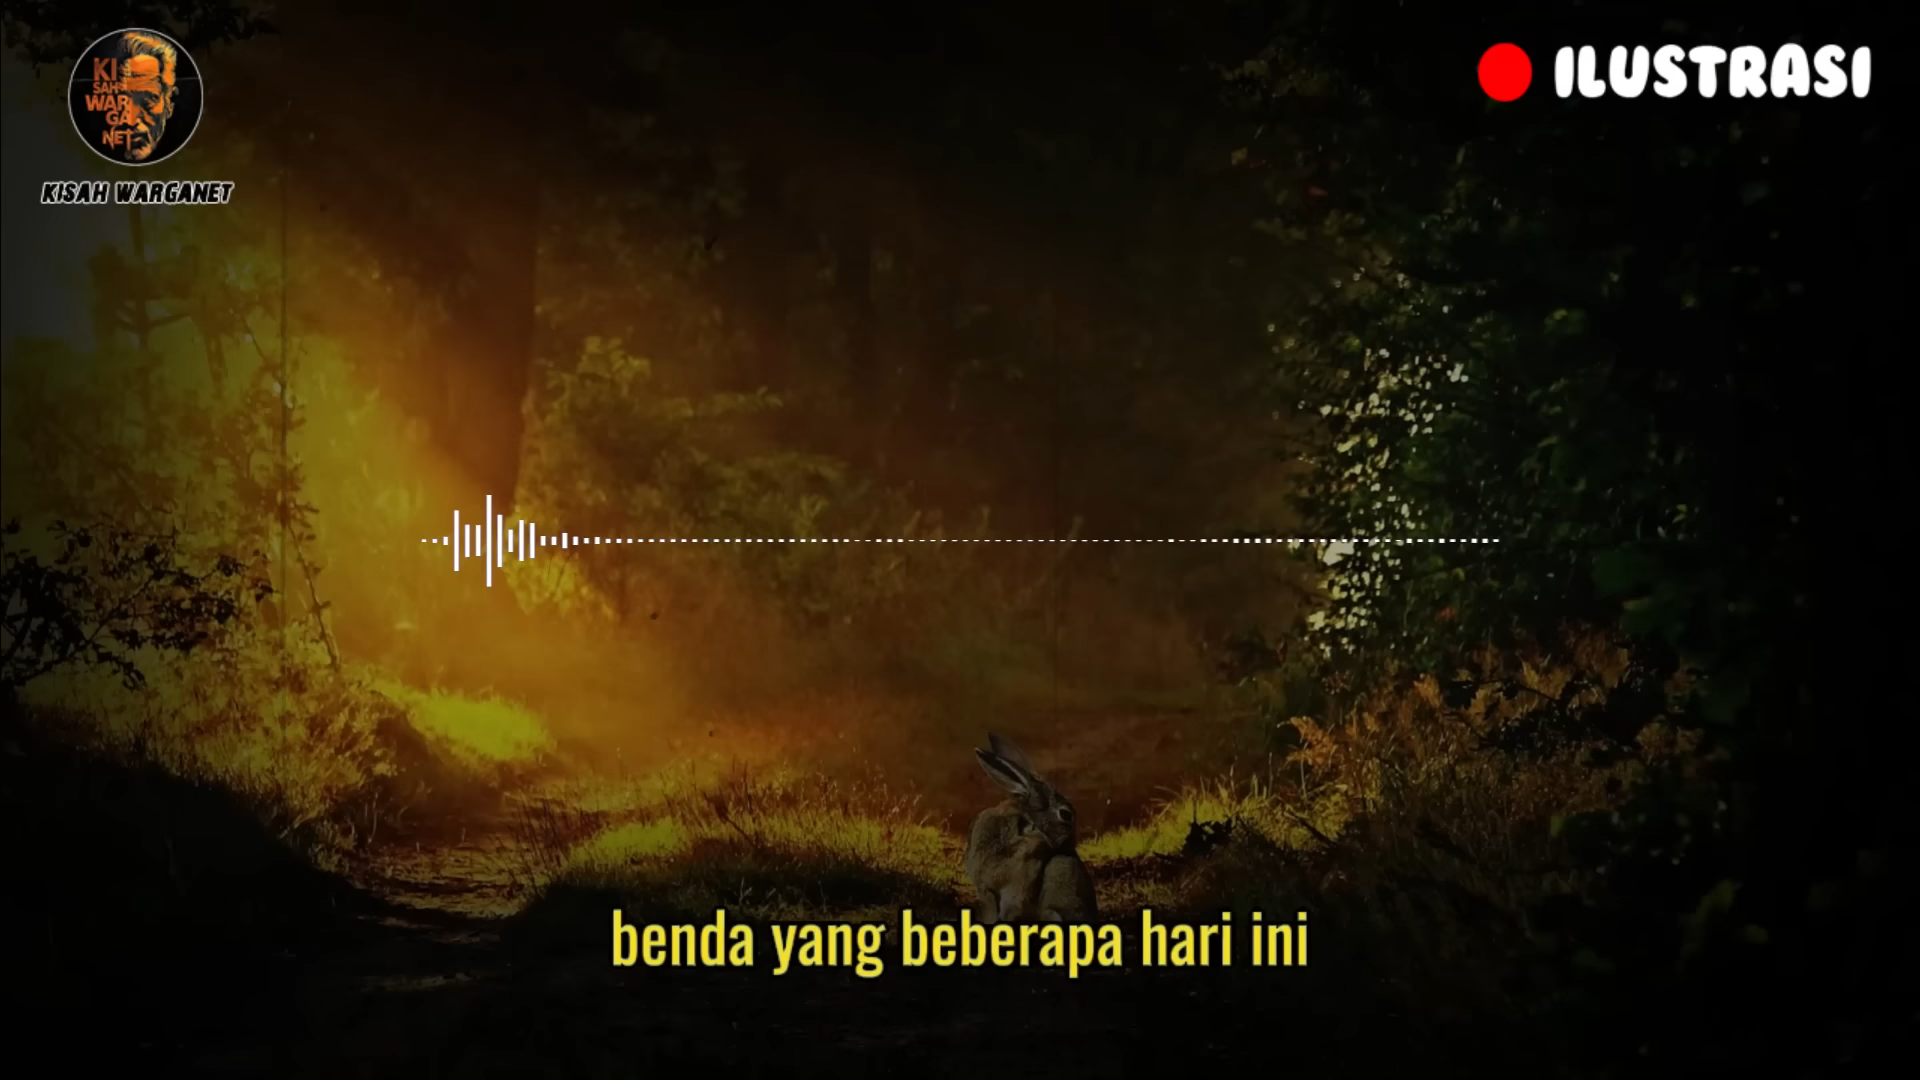 KI
SAH
WAR
GA
NET
KISAH WARGANET
ILUSTRASI
benda yang beberapa hari ini